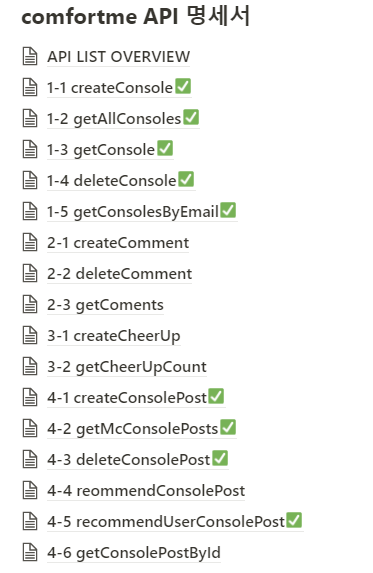 comfortme API 명세서
API LIST OVERVIEW
1-1 createConsole✅
1-2 getAllConsoles✅
1-3 getConsole✅
1-4 deleteConsole✅
1-5 getConsolesByEmail✅
2-1 createComment
2-2 deleteComment
2-3 getComents
3-1 createCheerUp
3-2 getCheerUpCount
4-1 createConsolePost✅
4-2 getMcConsolePosts✅
4-3 deleteConsolePost✅
4-4 reommendConsolePost
4-5 recommendUserConsolePost✅
4-6 getConsolePostById